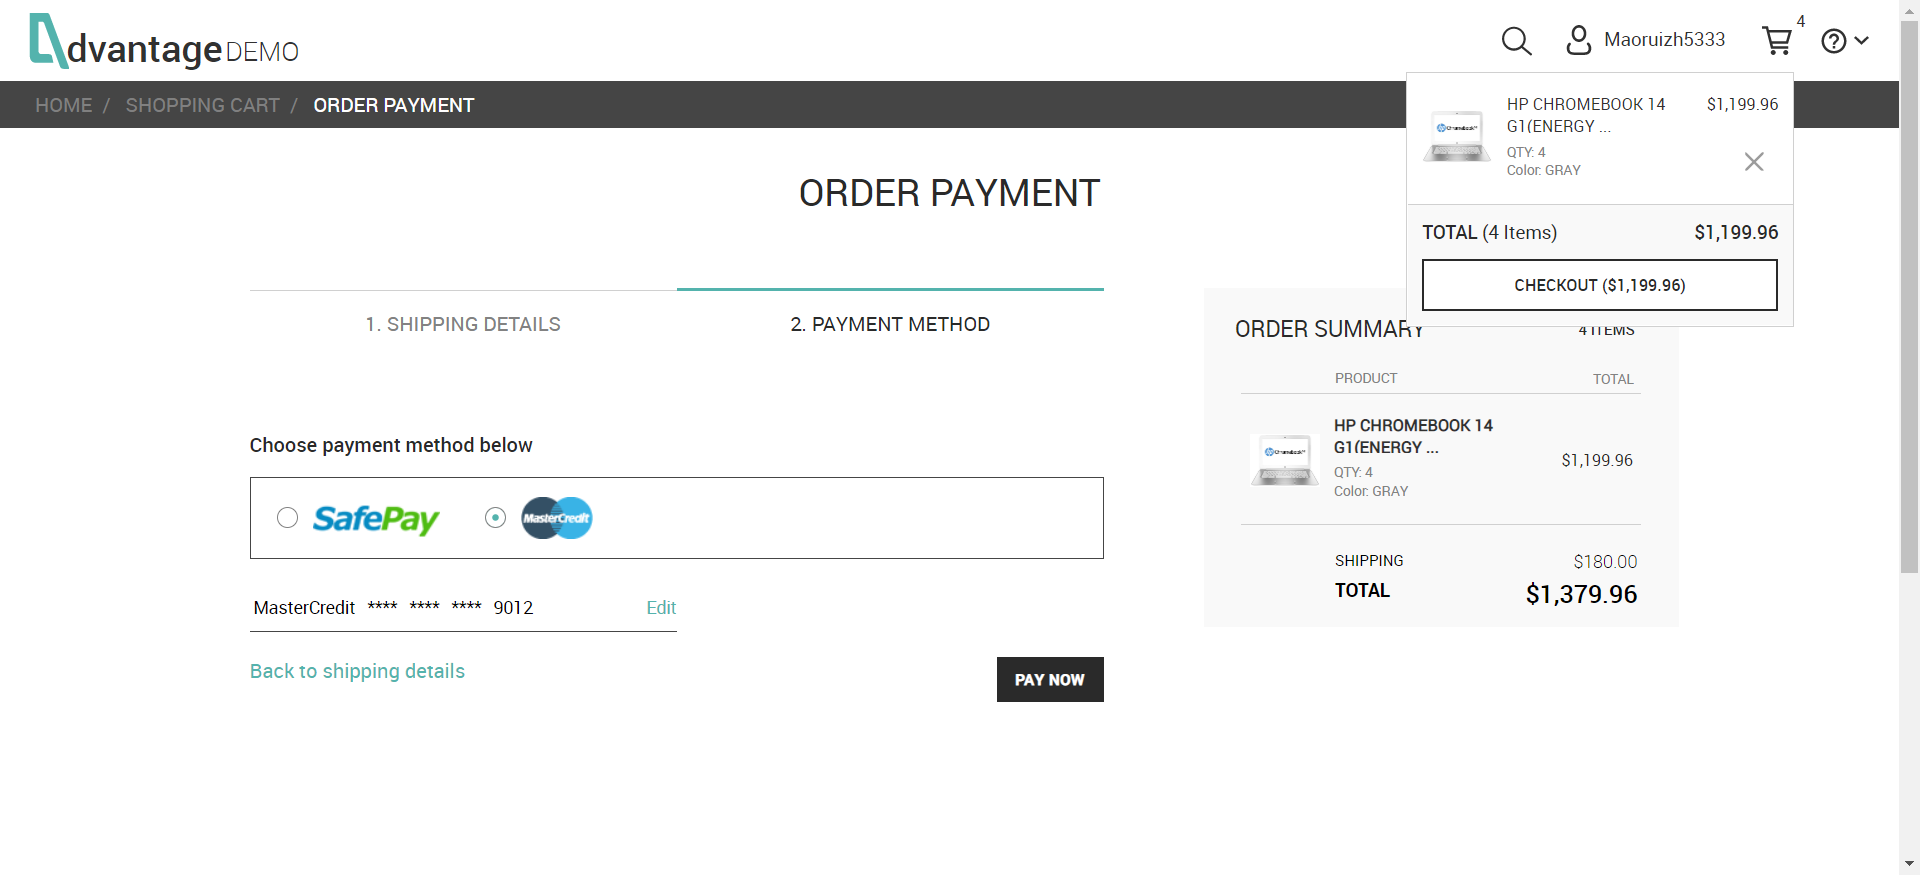 dvantage DEMO
Maoruizh5333
4
HOME / SHOPPING CART / ORDER PAYMENT
HP CHROMEBOOK 14 $1,199.96
G1(ENERGY ...
QTY: 4
Color: GRAY
TOTAL (4 Items) $1,199.96
CHECKOUT ($1,199.96)
ORDER PAYMENT
1. SHIPPING DETAILS
2. PAYMENT METHOD
Choose payment method below
SafePay
MasterCredit
MasterCredit **** **** **** 9012 Edit
Back to shipping details
PAY NOW
ORDER SUMMARY 4 ITEMS
PRODUCT TOTAL
HP CHROMEBOOK 14
G1(ENERGY ...
$1,199.96
QTY: 4
Color: GRAY
SHIPPING $180.00
TOTAL $1,379.96